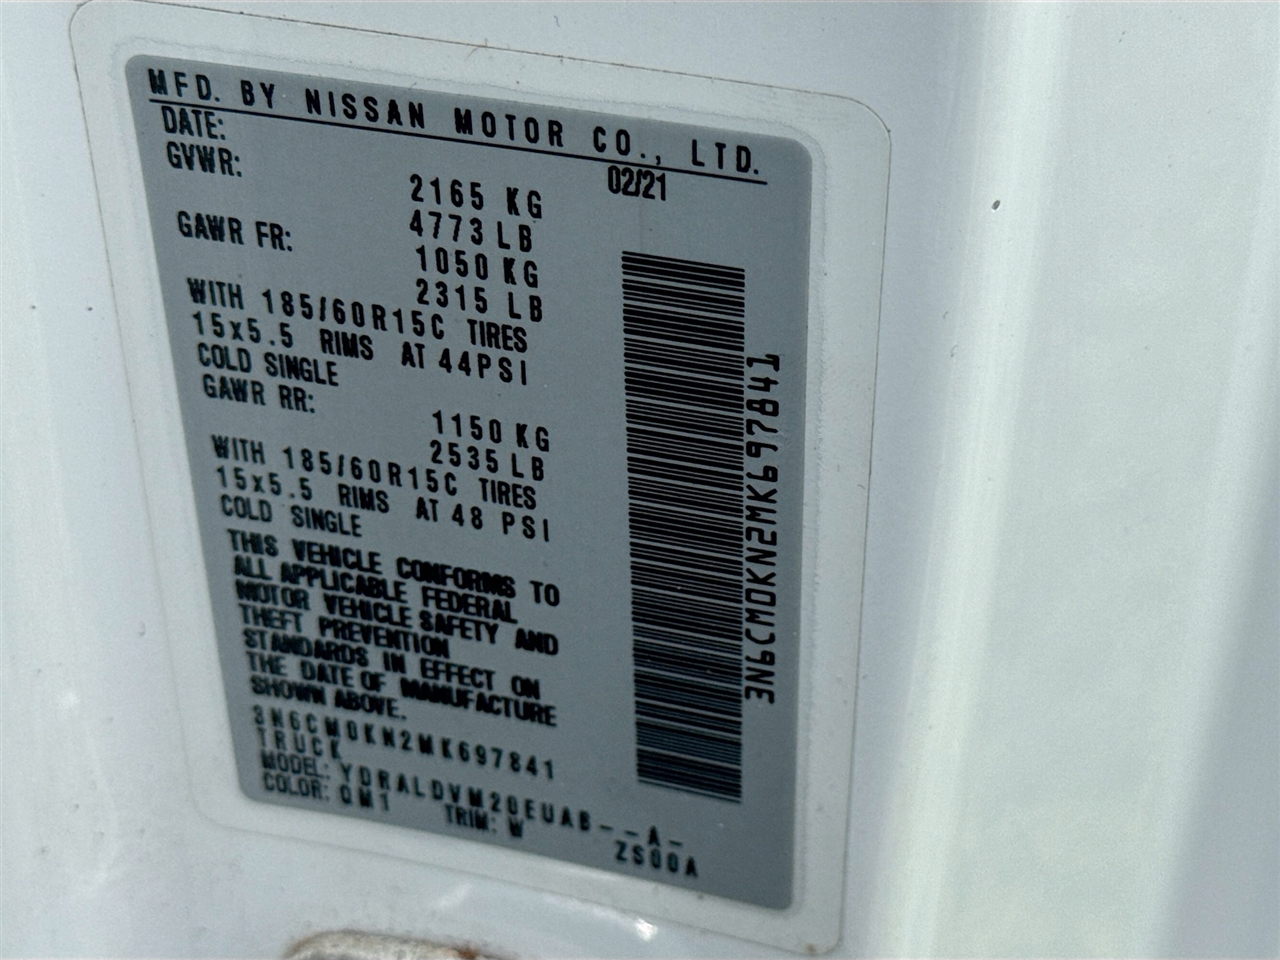 MFD. BY NISSAN MOTOR CO., LTD.
DATE: 02/21
GVWR: 2165 KG
4773 LB
GAWR FR: 1050 KG
2315 LB
WITH 185/60R15C TIRES
15x5.5 RIMS AT 44PSI
COLD SINGLE
GAWR RR: 1150 KG
2535 LB
WITH 185/60R15C TIRES
15x5.5 RIMS AT 48 PSI
COLD SINGLE
THIS VEHICLE CONFORMS TO
ALL APPLICABLE FEDERAL
MOTOR VEHICLE SAFETY AND
THEFT PREVENTION
STANDARDS IN EFFECT ON
THE DATE OF MANUFACTURE
SHOWN ABOVE.
3N6CM0KN2MK697841
TRUCK
MODEL: YDRALDVM20EUAB--A-
COLOR: QM1 TRIM: W ZS00A
3N6CM0KN2MK697841